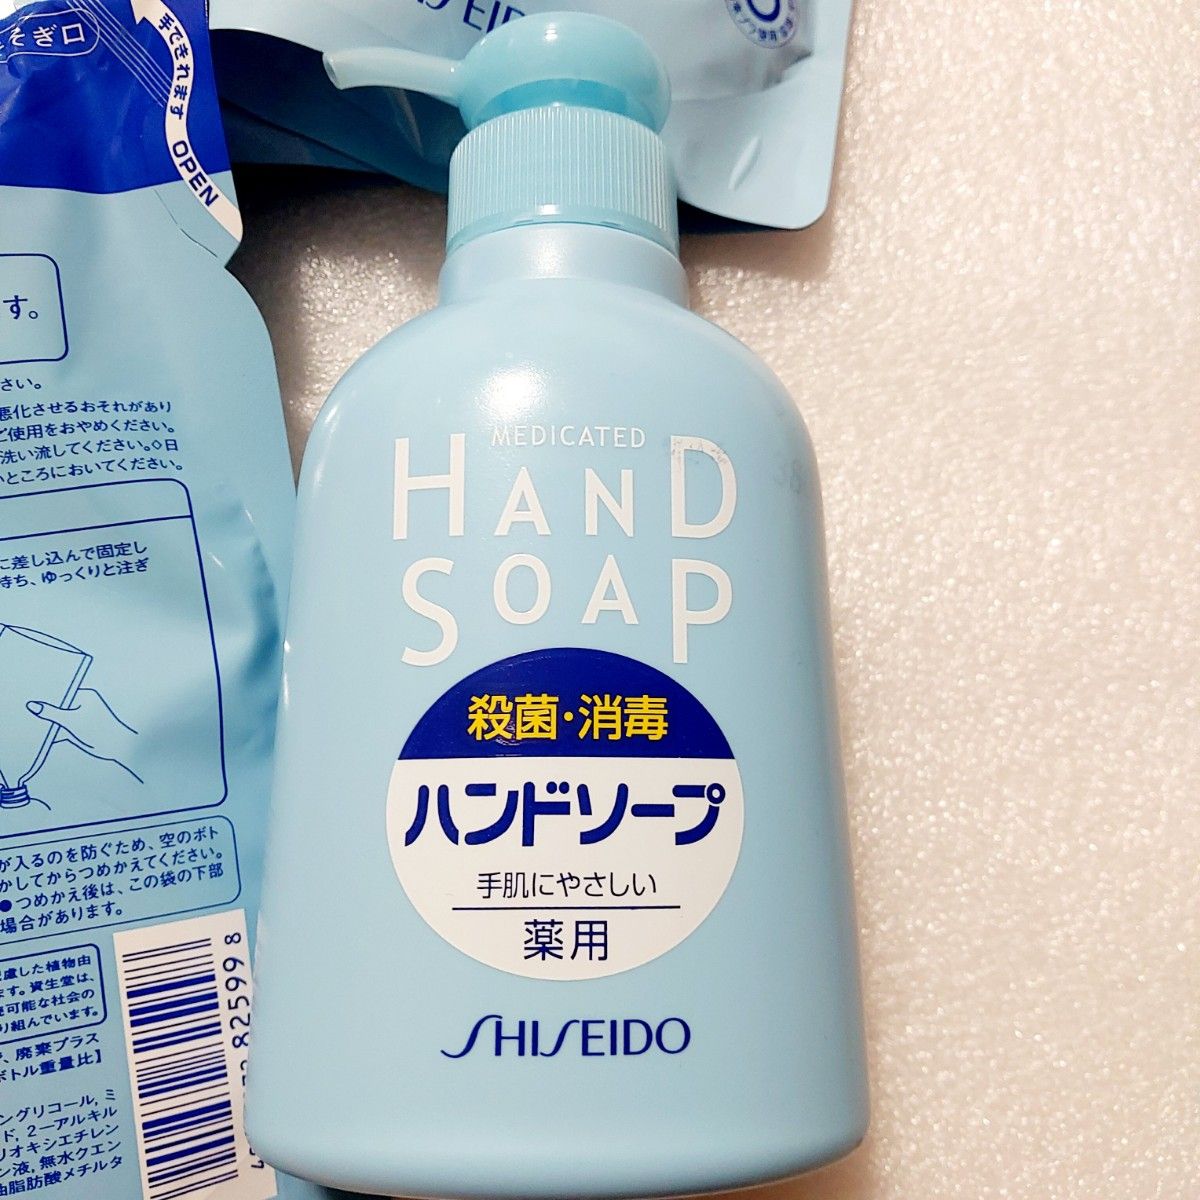 そぎ口
手できれます OPEN
す。
さい。
悪化させるおそれがあり
使用をおやめください。
洗い流してください。◇日
ところにおいてください。
に差し込んで固定し
持ち、ゆっくりと注ぎ
が入るのを防ぐため、空のボト
かしてからつめかえてください。
●つめかえ後は、この袋の下部
場合があります。
慮した植物由
ます。資生堂は、
可能な社会の
り組んでいます。
、廃棄プラス
ボトル重量比】
ングリコール, ミ
ド, 2-アルキル
リオキシエチレン
ン液, 無水クエン
脂肪酸メチルタ
825998
MEDICATED
HAND
SOAP
殺菌・消毒
ハンドソープ
手肌にやさしい
薬用
SHISEIDO